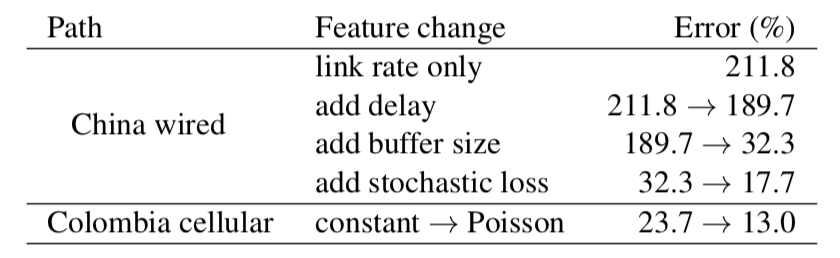 Path Feature change Error (%)
link rate only 211.8
add delay 211.8 → 189.7
China wired
add buffer size 189.7 → 32.3
add stochastic loss 32.3 → 17.7
Colombia cellular constant → Poisson 23.7 → 13.0